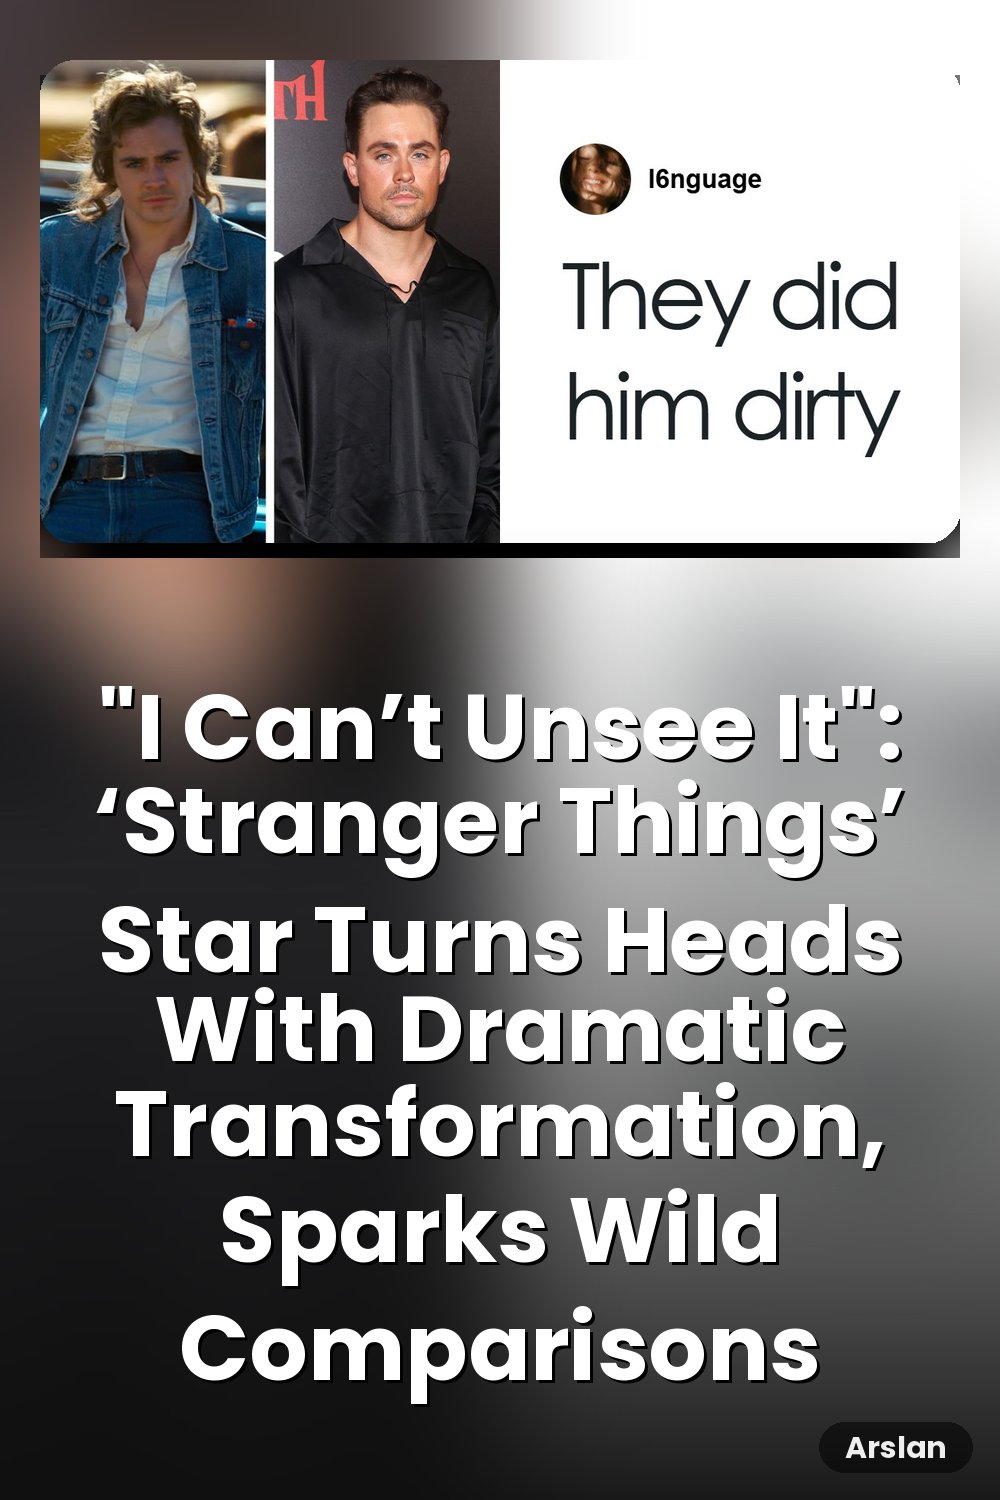 TH
l6nguage
They did
him dirty
"I Can’t Unsee It":
‘Stranger Things’
Star Turns Heads
With Dramatic
Transformation,
Sparks Wild
Comparisons
Arslan